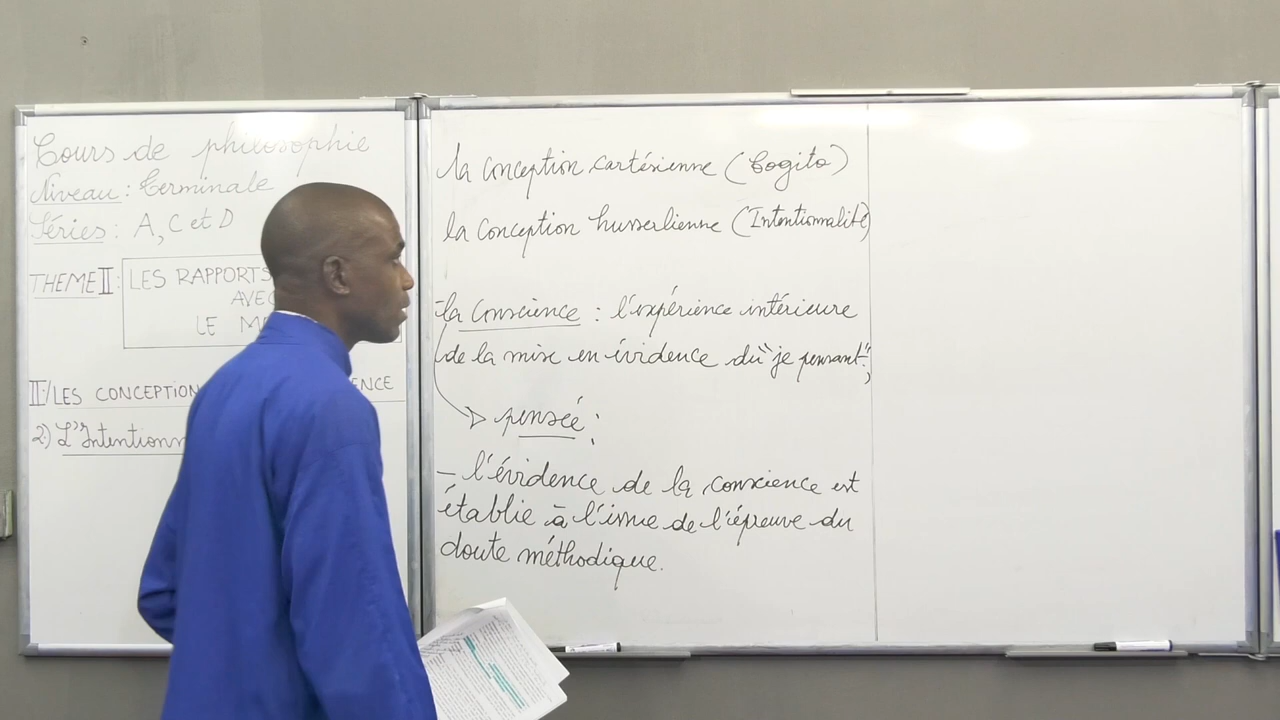 Cours de philosophie
Niveau : Terminale
Séries : A, C et D
THEME II : LES RAPPORTS
AVEC
LE
II-/ LES CONCEPTION ENCE
2) L'Intentionn
la conception cartésienne (Cogito)
la conception husserlienne (Intentionnalité)
-la conscience : l'expérience intérieure
de la mise en évidence du "je pensant";
pensée :
- l'évidence de la conscience est
établie à l'issue de l'épreuve du
doute méthodique.